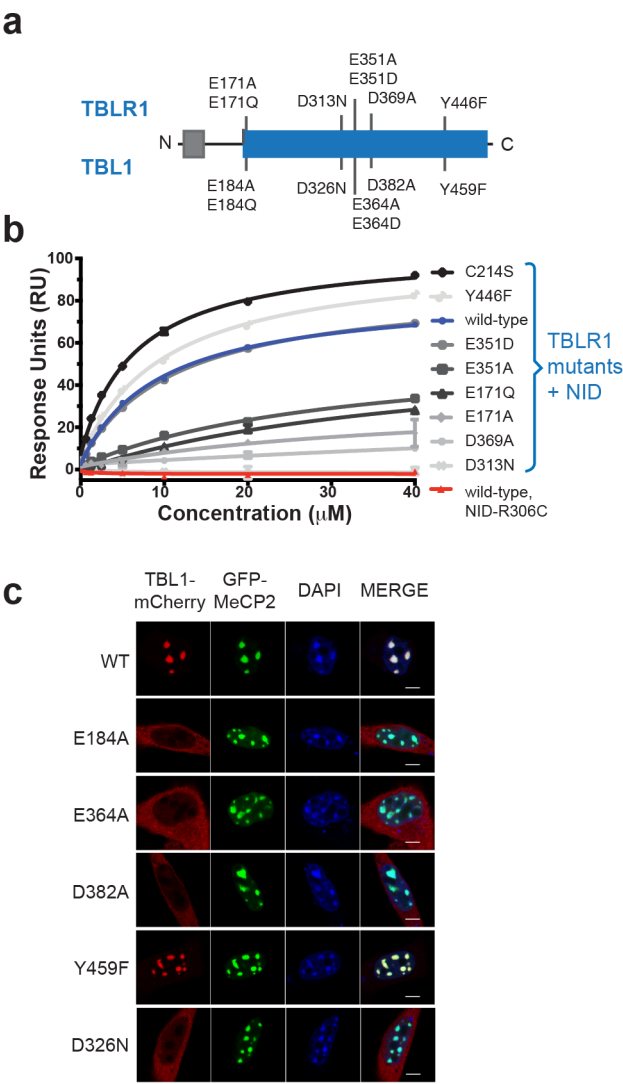 a
E351A
E351D
E171A
E171Q
D313N
D369A
Y446F
TBLR1
N
C
TBL1
E184A
E184Q
D326N
D382A
Y459F
E364A
E364D
b
Response Units (RU)
100
80
60
40
20
0
0
10
20
30
40
Concentration (μM)
C214S
Y446F
wild-type
E351D
E351A
E171Q
E171A
D369A
D313N
wild-type,
NID-R306C
TBLR1
mutants
+ NID
c
TBL1-
mCherry
GFP-
MeCP2
DAPI
MERGE
WT
E184A
E364A
D382A
Y459F
D326N